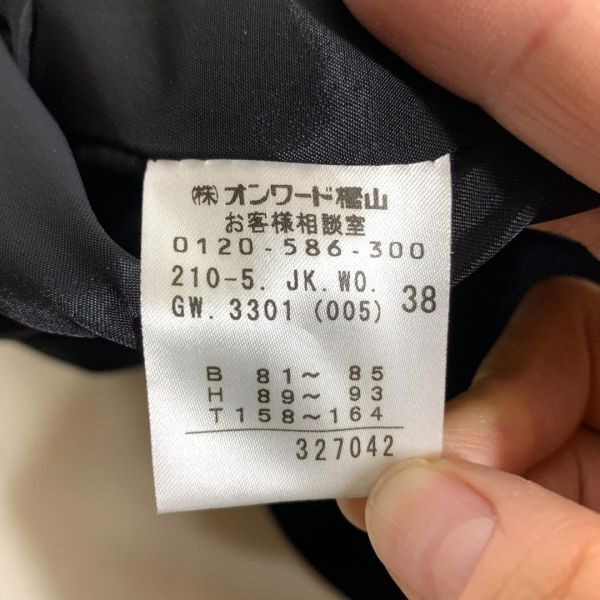 ㈱オンワード樫山
お客様相談室
0120-586-300
210-5. JK.WO.
GW.3301 (005) 38
B 81～ 85
H 89～ 93
T 158～164
327042